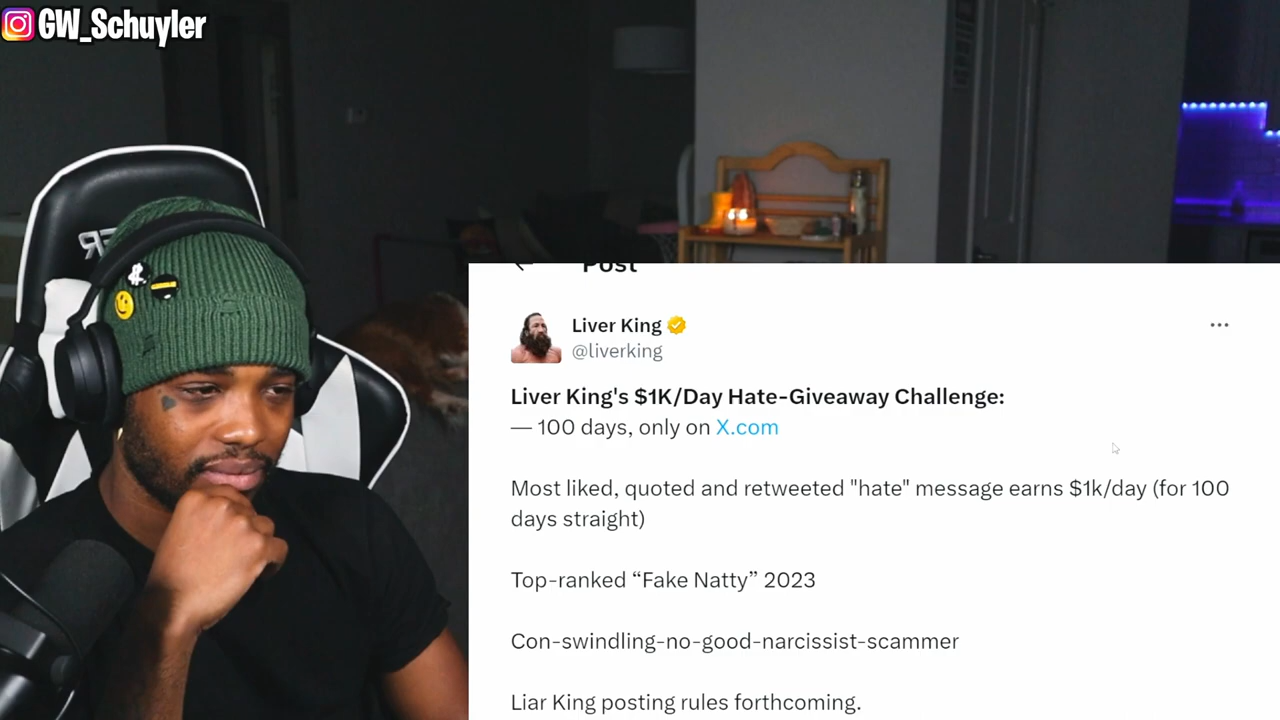 GW_Schuyler
Post
Liver King
@liverking
Liver King's $1K/Day Hate-Giveaway Challenge:
— 100 days, only on X.com
Most liked, quoted and retweeted "hate" message earns $1k/day (for 100
days straight)
Top-ranked “Fake Natty” 2023
Con-swindling-no-good-narcissist-scammer
Liar King posting rules forthcoming.